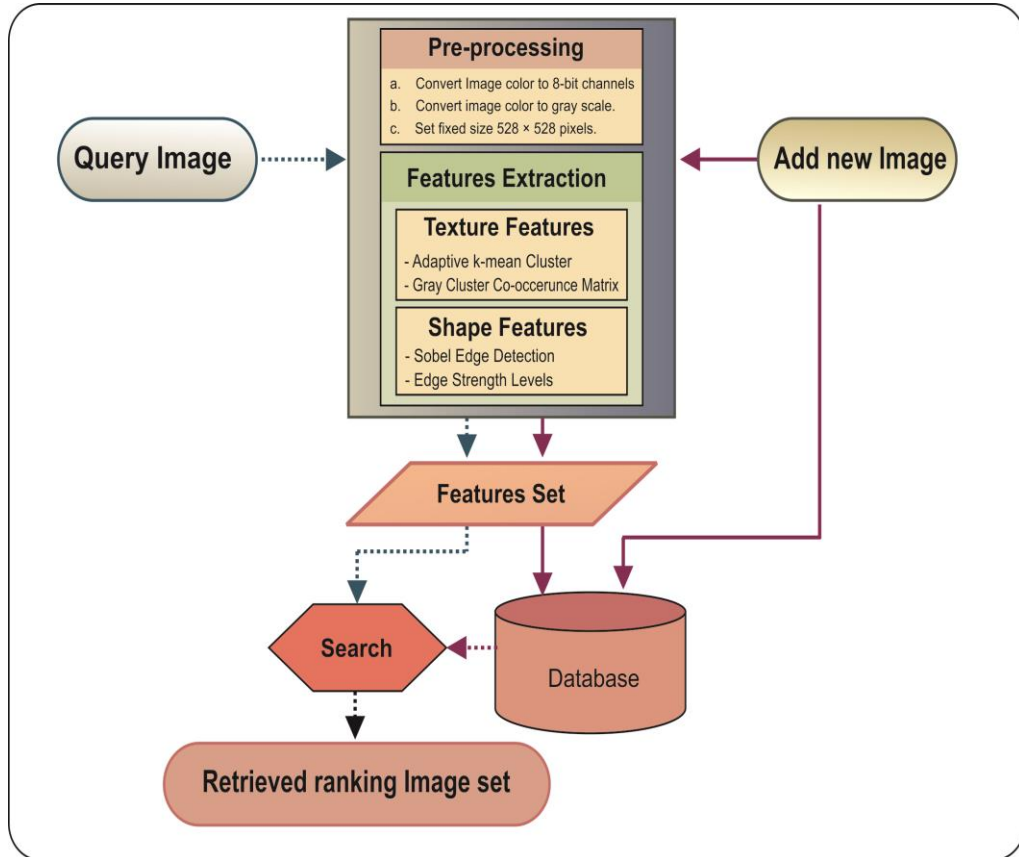 Pre-processing
a. Convert Image color to 8-bit channels
b. Convert image color to gray scale.
c. Set fixed size 528 × 528 pixels.
Query Image
Add new Image
Features Extraction
Texture Features
- Adaptive k-mean Cluster
- Gray Cluster Co-occerunce Matrix
Shape Features
- Sobel Edge Detection
- Edge Strength Levels
Features Set
Search
Database
Retrieved ranking Image set